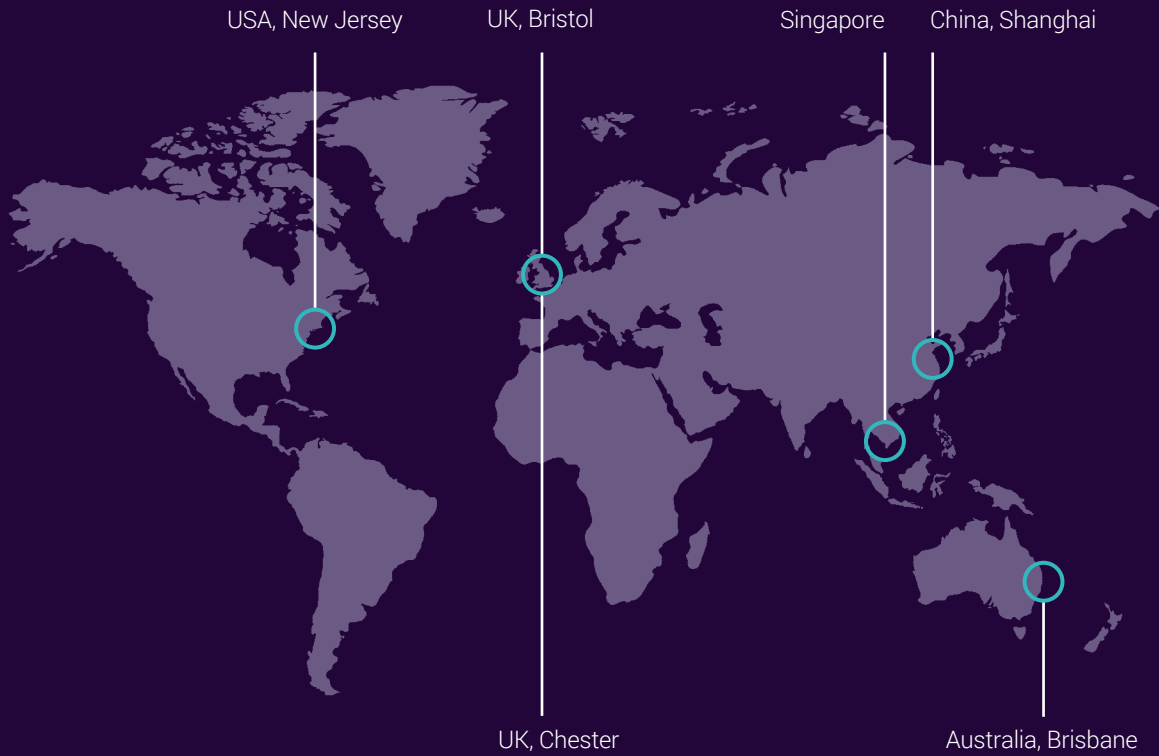 USA, New Jersey
UK, Bristol
Singapore
China, Shanghai
UK, Chester
Australia, Brisbane